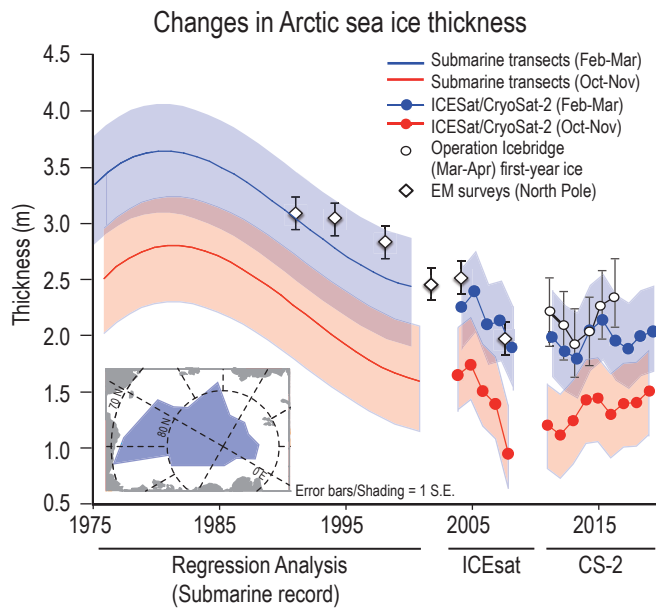 Changes in Arctic sea ice thickness
4.5
4.0
3.5
3.0
2.5
2.0
1.5
1.0
0.5
Thickness (m)
Submarine transects (Feb-Mar)
Submarine transects (Oct-Nov)
ICESat/CryoSat-2 (Feb-Mar)
ICESat/CryoSat-2 (Oct-Nov)
Operation Icebridge
(Mar-Apr) first-year ice
EM surveys (North Pole)
70 N
80 N
0 E
Error bars/Shading = 1 S.E.
1975
1985
1995
2005
2015
Regression Analysis
(Submarine record)
ICEsat
CS-2